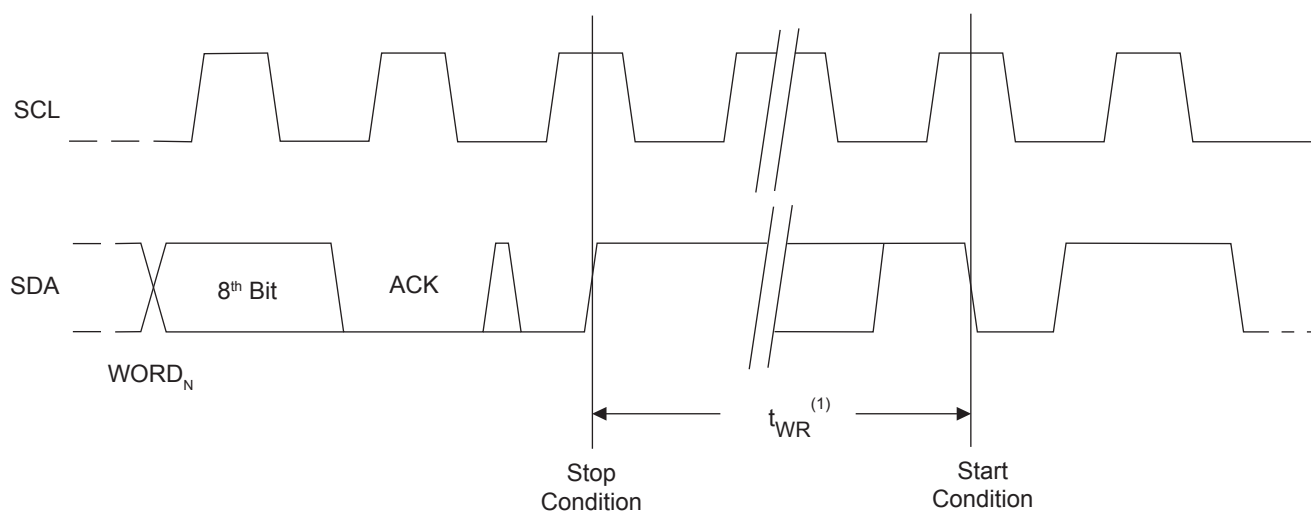 SCL
SDA
8th Bit
ACK
WORDN
tWR(1)
Stop
Condition
Start
Condition